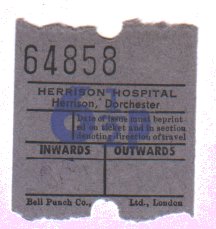 64858
HERRISON HOSPITAL
Herrison, Dorchester
Date of issue must beprint
ed on ticket and in section
denoting direction of travel
INWARDS OUTWARDS
Bell Punch Co., Ltd., London